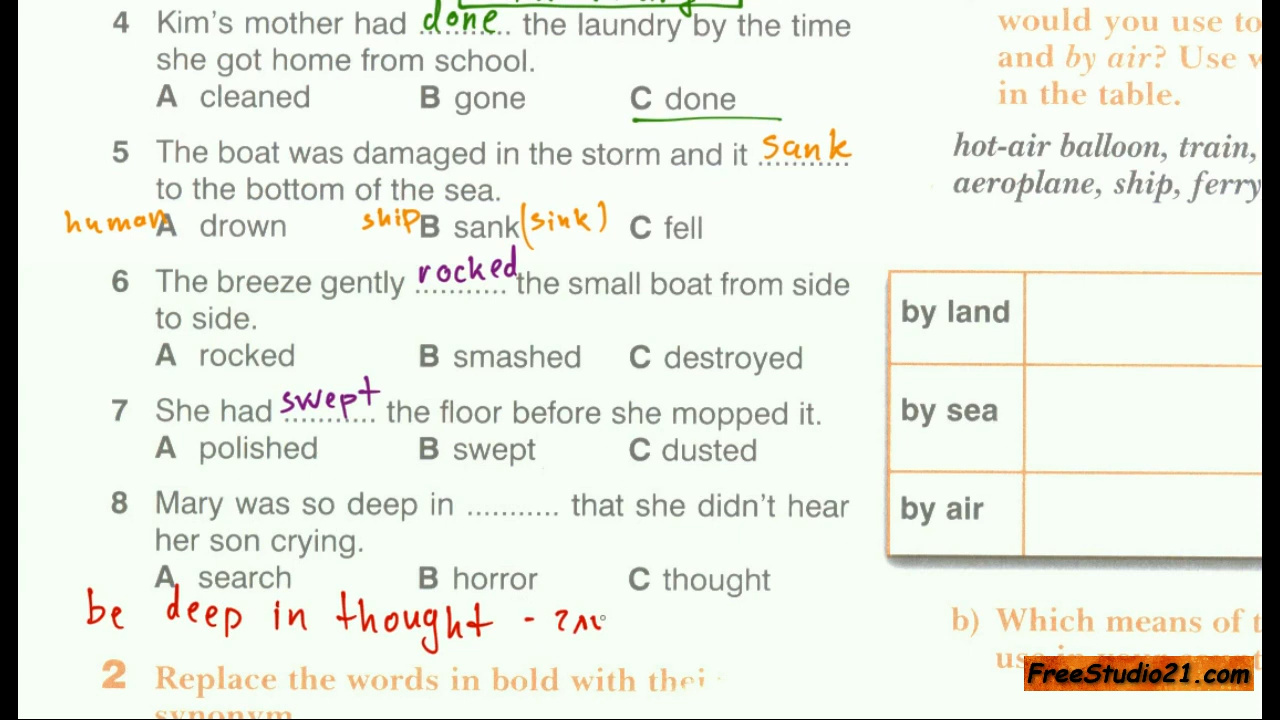 4 Kim's mother had done the laundry by the time
she got home from school.
A cleaned B gone C done
5 The boat was damaged in the storm and it sank
to the bottom of the sea.
human A drown ship B sank (sink) C fell
6 The breeze gently rocked the small boat from side
to side.
A rocked B smashed C destroyed
7 She had swept the floor before she mopped it.
A polished B swept C dusted
8 Mary was so deep in ........... that she didn't hear
her son crying.
A search B horror C thought
be deep in thought -
2 Replace the words in bold with thei
synonym
would you use to
and by air? Use
in the table.
hot-air balloon, train,
aeroplane, ship, ferry
by land
by sea
by air
b) Which means of
FreeStudio21.com